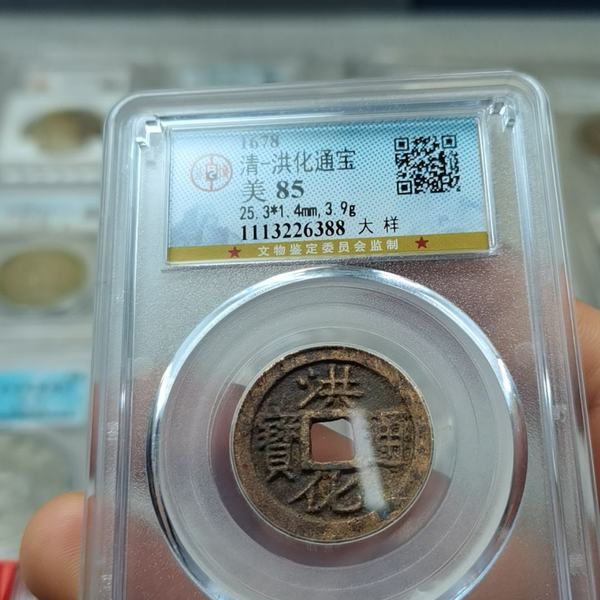 1678
清-洪化通宝
美 85
25.3*1.4mm,3.9g
1113226388 大样
★ 文物鉴定委员会监制 ★
洪化通寶